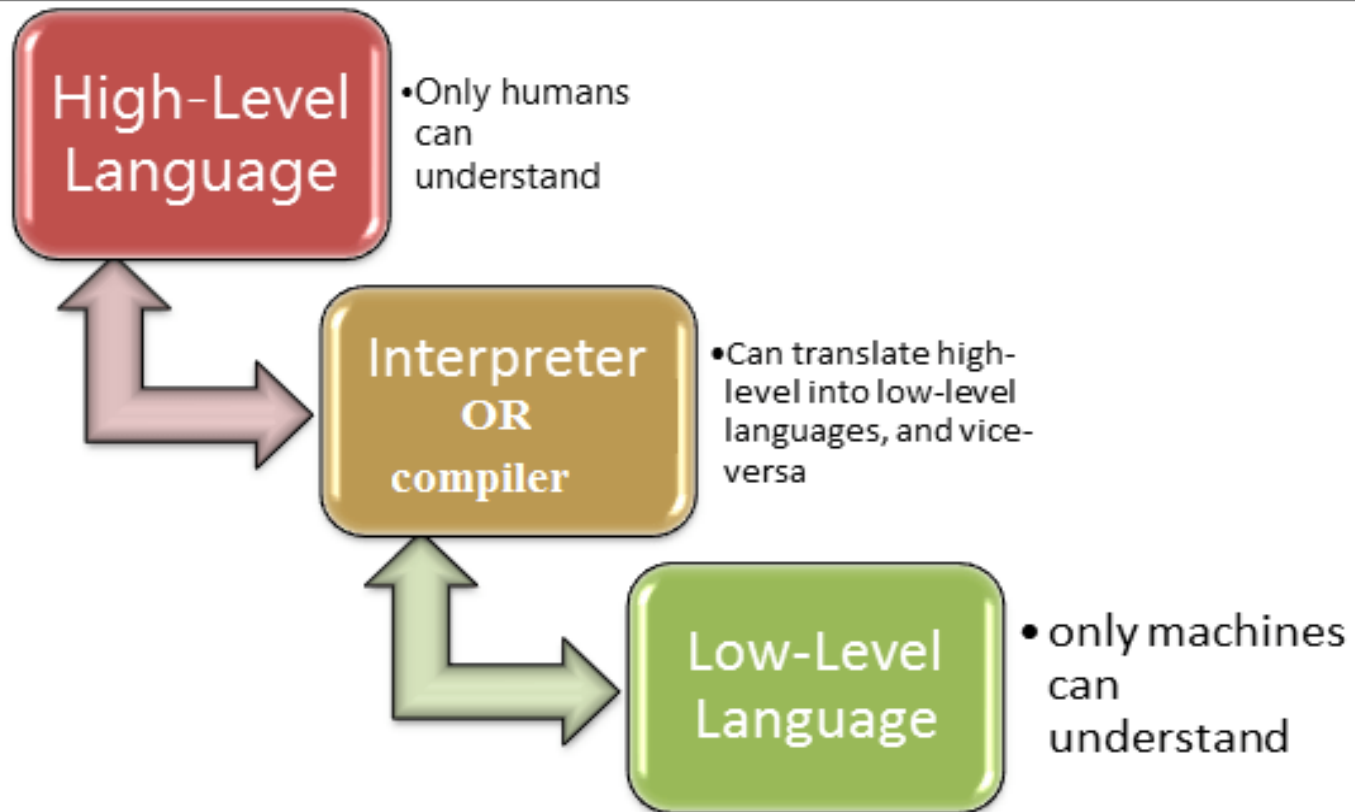 High-Level
Language
•Only humans
can
understand
Interpreter
OR
compiler
•Can translate high-
level into low-level
languages, and vice-
versa
Low-Level
Language
• only machines
can
understand